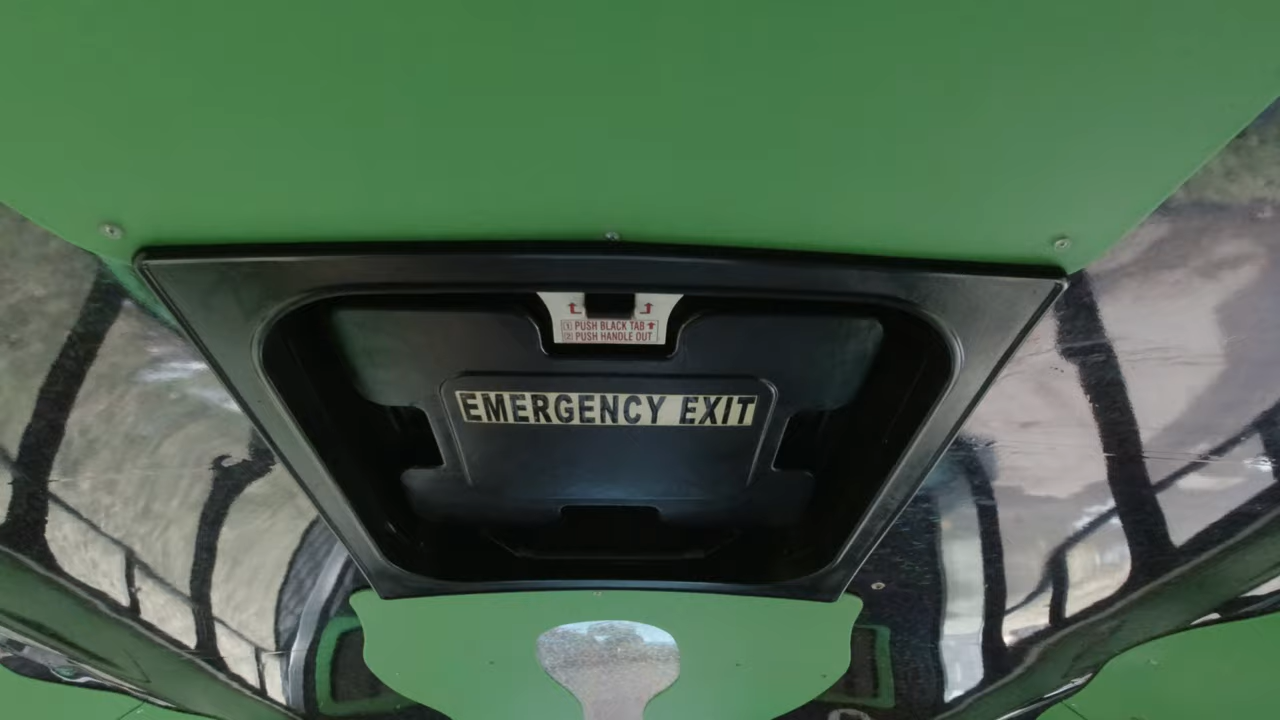 [1] PUSH BLACK TAB
[2] PUSH HANDLE OUT
EMERGENCY EXIT